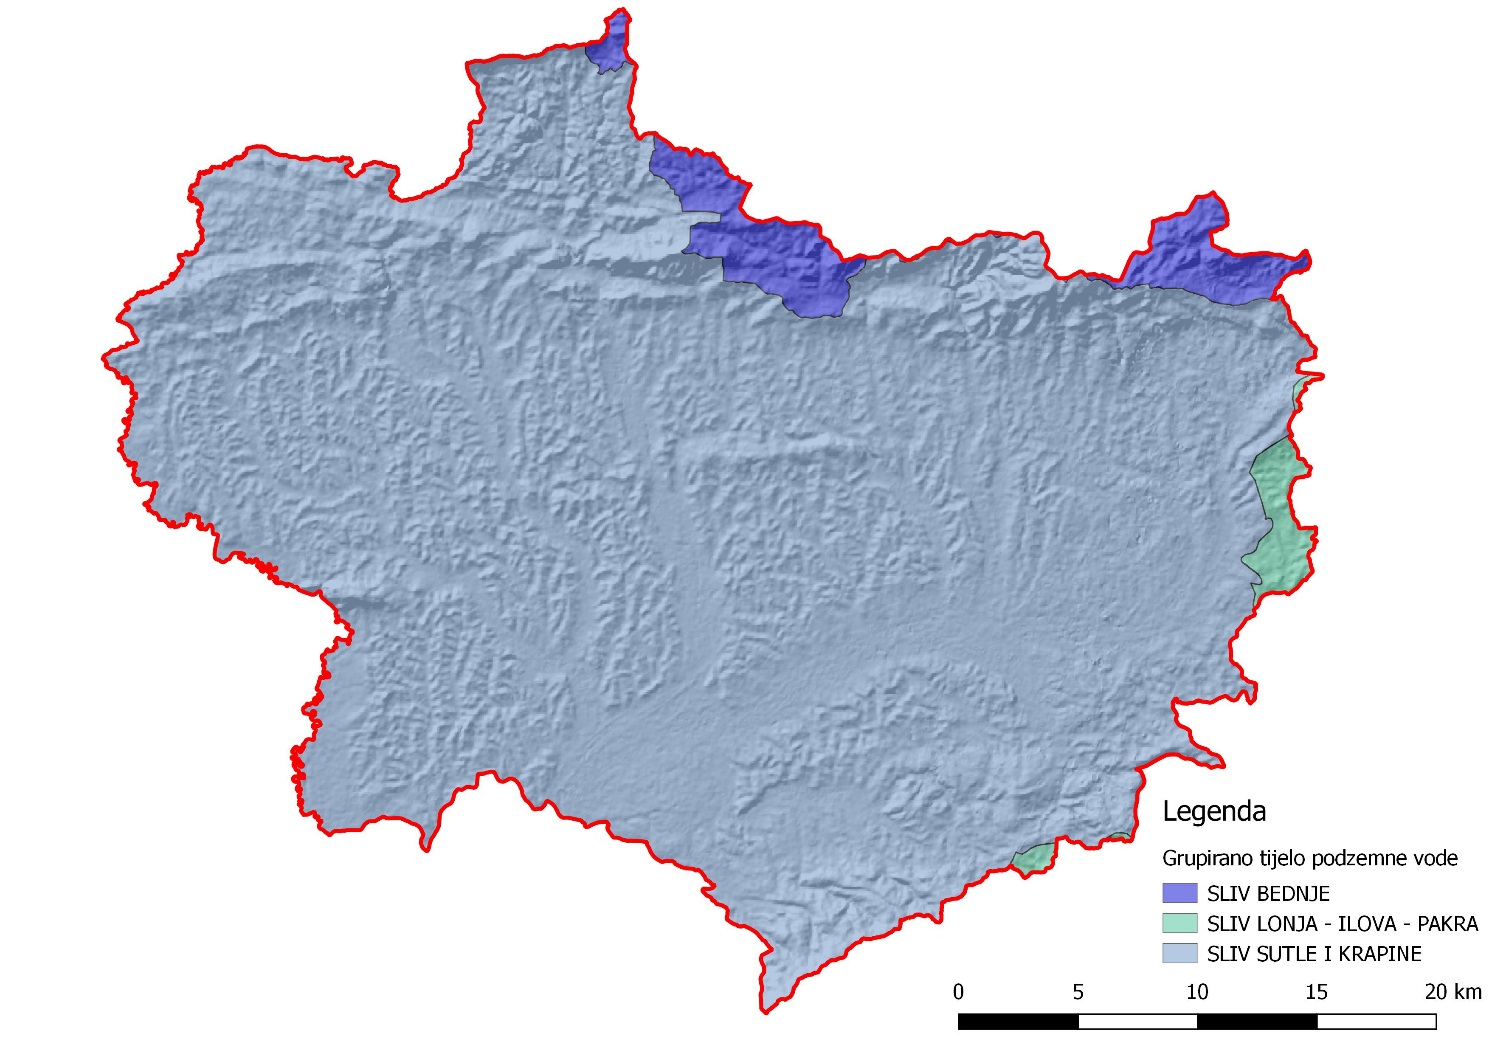 Legenda
Grupirano tijelo podzemne vode
SLIV BEDNJE
SLIV LONJA - ILOVA - PAKRA
SLIV SUTLE I KRAPINE
0 5 10 15 20 km